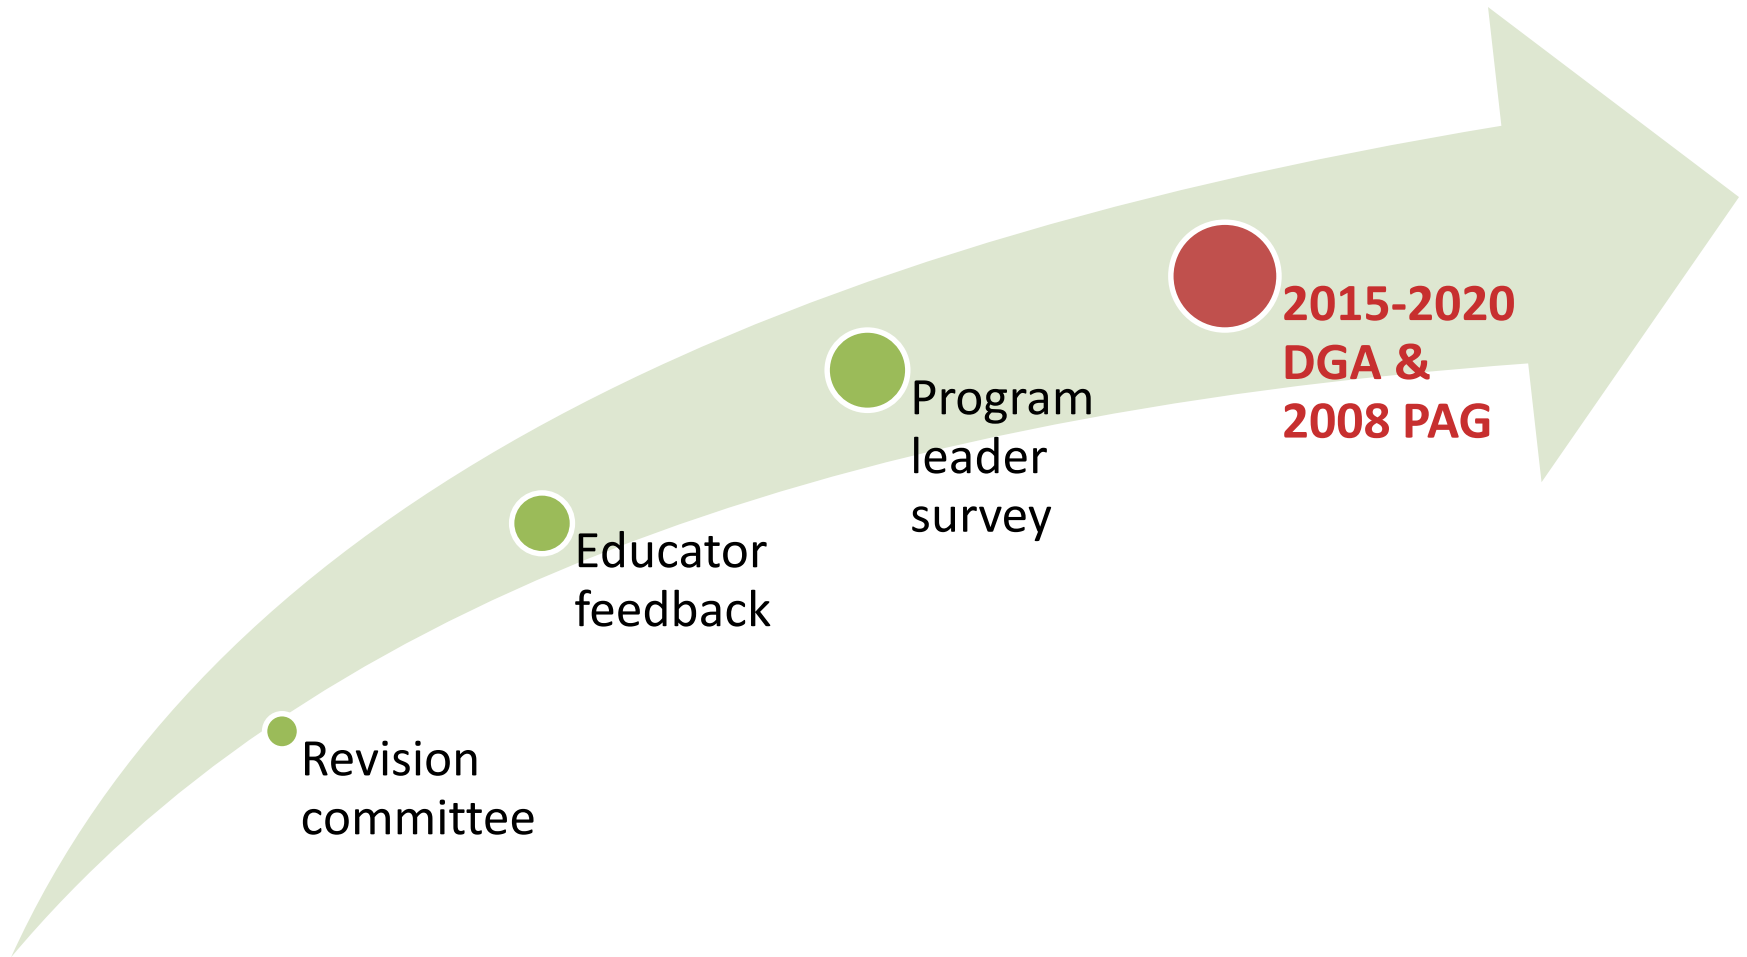 Revision
committee
Educator
feedback
Program
leader
survey
2015-2020
DGA &
2008 PAG